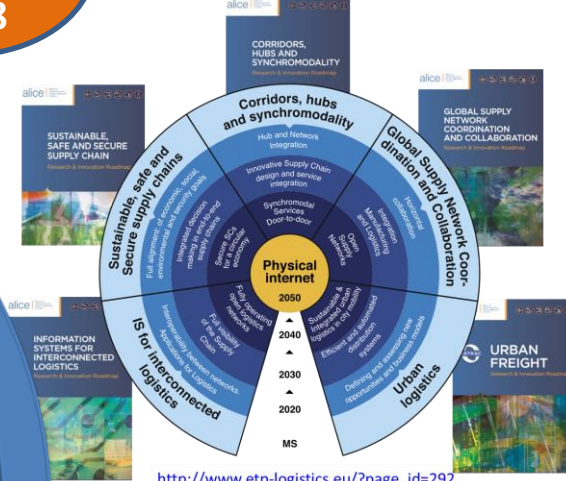 3
alice
CORRIDORS,
HUBS AND
SYNCHROMODALITY
Research & Innovation Roadmap
alice
SUSTAINABLE,
SAFE AND SECURE
SUPPLY CHAIN
Research & Innovation Roadmap
alice
GLOBAL SUPPLY
NETWORK
COORDINATION
AND COLLABORATION
Research & Innovation Roadmap
alice
INFORMATION
SYSTEMS FOR
INTERCONNECTED
LOGISTICS
Research & Innovation Roadmap
URBAN
FREIGHT
Research & Innovation Roadmap
Sustainable, safe and
Secure supply chains
Full alignment: of economic, social,
environmental and security goals
Integrated decision
making in end-to-end
supply chains
Secure SCs
for a circular
economy
Corridors, hubs
and synchromodality
Hub and Network
Integration
Innovative Supply Chain
design and service
integration
Synchromodal
Services
Door-to-door
Global Supply Network Coor-
dination and Collaboration
Horizontal
collaboration
Integration
Manufacturing
and Logistics
Open
Supply
Networks
IS for interconnected
logistics
Interoperability between networks.
Applications for Logistics
Full visibility
of the Supply
Chain
Fully operating
open logistics
networks
Urban
logistics
Defining and assessing new
opportunities and business models
Efficient and automated
distribution
systems
Sustainable &
Integrated urban
logistics in city mobility
Physical
internet
2050
2040
2030
2020
MS
http://www.etp-logistics.eu/?page_id=292